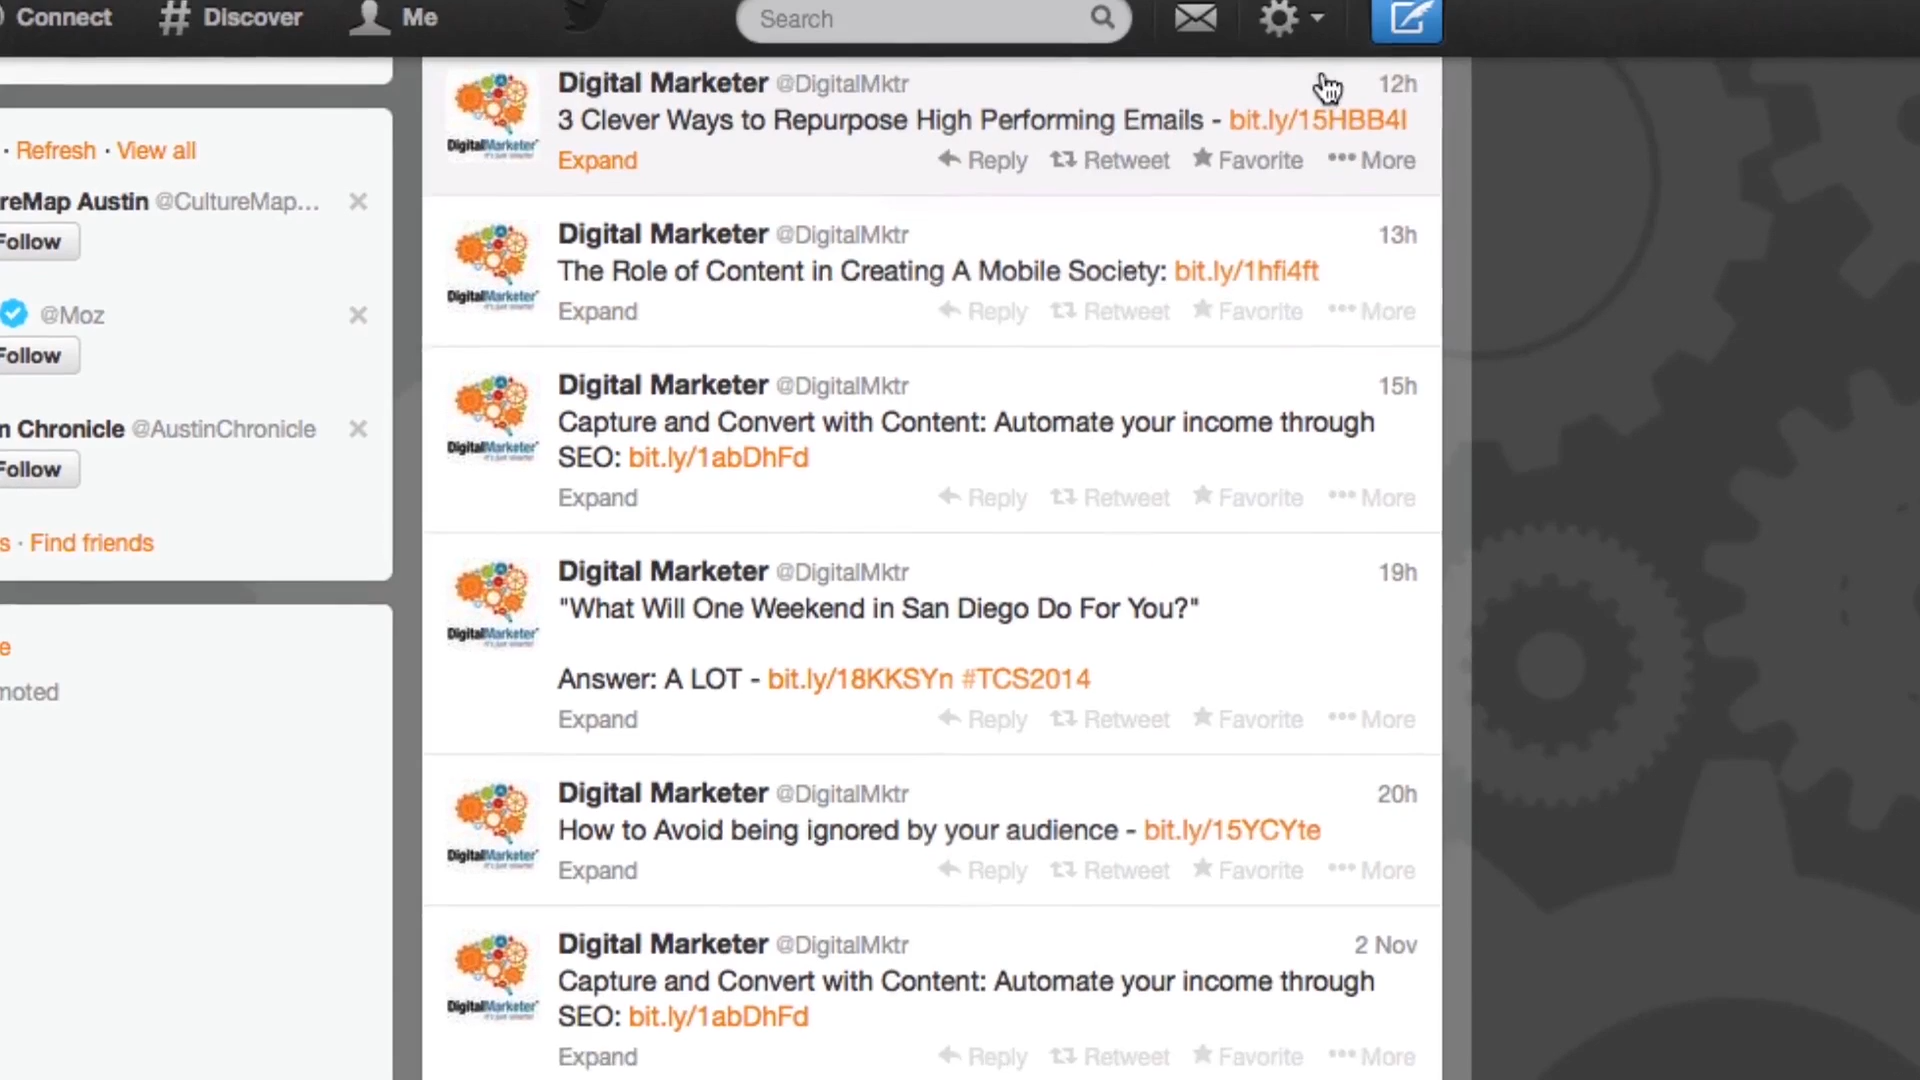 Connect
Discover
Me
Search
· Refresh · View all
reMap Austin @CultureMap...
Follow
@Moz
Follow
n Chronicle @AustinChronicle
Follow
s · Find friends
e
moted
Digital Marketer @DigitalMktr 12h
3 Clever Ways to Repurpose High Performing Emails - bit.ly/15HBB4I
Expand Reply Retweet Favorite More
DigitalMarketer
Digital Marketer @DigitalMktr 13h
The Role of Content in Creating A Mobile Society: bit.ly/1hfi4ft
Expand Reply Retweet Favorite More
DigitalMarketer
Digital Marketer @DigitalMktr 15h
Capture and Convert with Content: Automate your income through
SEO: bit.ly/1abDhFd
Expand Reply Retweet Favorite More
DigitalMarketer
Digital Marketer @DigitalMktr 19h
"What Will One Weekend in San Diego Do For You?"
Answer: A LOT - bit.ly/18KKSYn #TCS2014
Expand Reply Retweet Favorite More
DigitalMarketer
Digital Marketer @DigitalMktr 20h
How to Avoid being ignored by your audience - bit.ly/15YCYte
Expand Reply Retweet Favorite More
DigitalMarketer
Digital Marketer @DigitalMktr 2 Nov
Capture and Convert with Content: Automate your income through
SEO: bit.ly/1abDhFd
Expand Reply Retweet Favorite More
DigitalMarketer